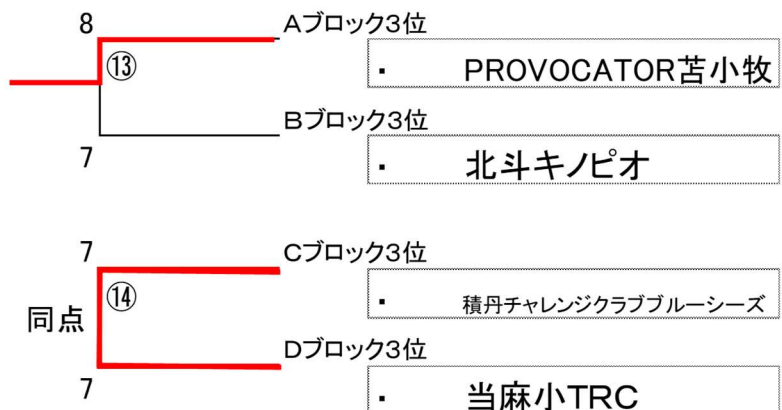 8
Aブロック3位
⑬
・ PROVOCATOR苫小牧
Bブロック3位
7
・ 北斗キノピオ
7
Cブロック3位
⑭
・ 積丹チャレンジクラブブルーシーズ
同点
Dブロック3位
7
・ 当麻小TRC